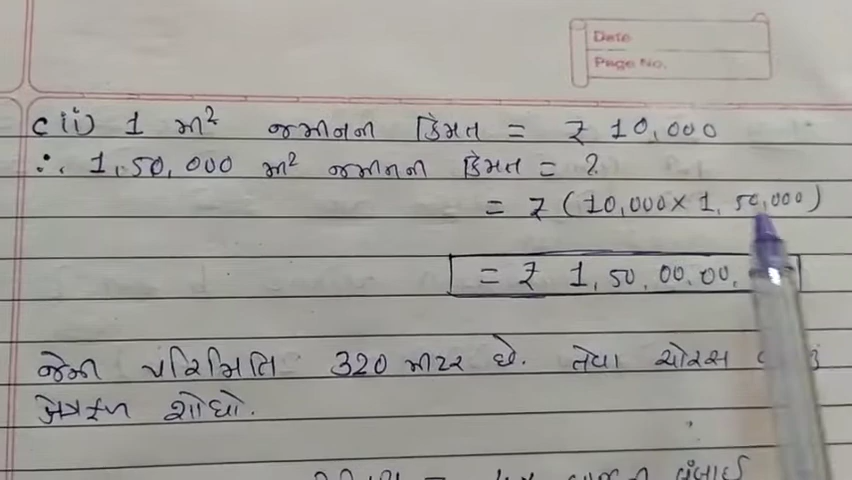 Date
Page No.
(ii) 1 મી² જમીનની કિંમત = ₹ 10,000
∴ 1,50,000 મી² જમીનની કિંમત = ?
= ₹ (10,000 × 1,50,000)
= ₹ 1,50,00,00,
જેની પરિમિતિ 320 મીટર છે. તેવા ચોરસ
ક્ષેત્રફળ શોધો.
લંબાઈ